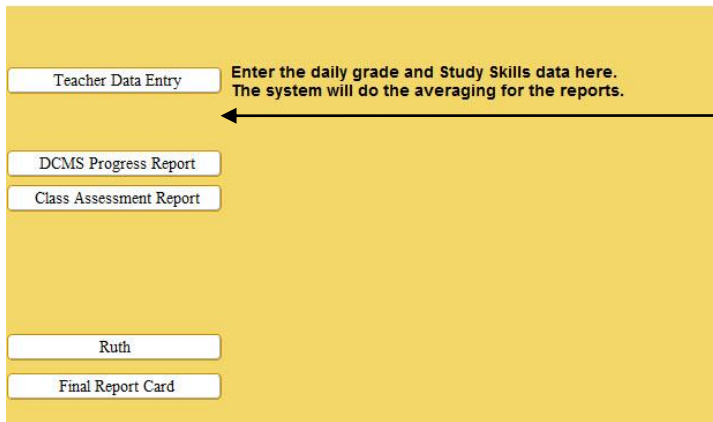 Teacher Data Entry
Enter the daily grade and Study Skills data here.
The system will do the averaging for the reports.
DCMS Progress Report
Class Assessment Report
Ruth
Final Report Card